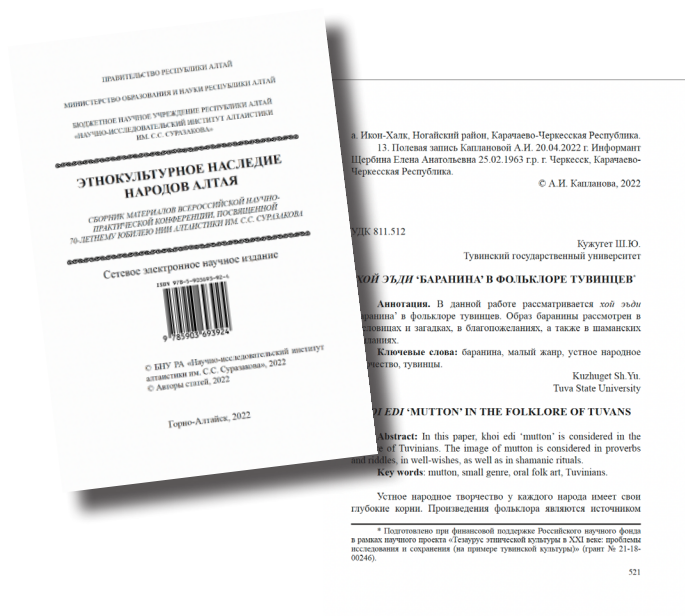 ПРАВИТЕЛЬСТВО РЕСПУБЛИКИ АЛТАЙ
МИНИСТЕРСТВО ОБРАЗОВАНИЯ И НАУКИ РЕСПУБЛИКИ АЛТАЙ
БЮДЖЕТНОЕ НАУЧНОЕ УЧРЕЖДЕНИЕ РЕСПУБЛИКИ АЛТАЙ
«НАУЧНО-ИССЛЕДОВАТЕЛЬСКИЙ ИНСТИТУТ АЛТАИСТИКИ
ИМ. С.С. СУРАЗАКОВА»
ЭТНОКУЛЬТУРНОЕ НАСЛЕДИЕ
НАРОДОВ АЛТАЯ
СБОРНИК МАТЕРИАЛОВ ВСЕРОССИЙСКОЙ НАУЧНО-
ПРАКТИЧЕСКОЙ КОНФЕРЕНЦИИ, ПОСВЯЩЕННОЙ
70-ЛЕТНЕМУ ЮБИЛЕЮ НИИ АЛТАИСТИКИ ИМ. С.С. СУРАЗАКОВА
Сетевое электронное научное издание
ISBN 978-5-903693-92-4
9 785903 693924
© БНУ РА «Научно-исследовательский институт
алтаистики им. С.С. Суразакова», 2022
© Авторы статей, 2022
Горно-Алтайск, 2022
а. Икон-Халк, Ногайский район, Карачаево-Черкесская Республика.
13. Полевая запись Каплановой А.И. 20.04.2022 г. Информант
Щербина Елена Анатольевна 25.02.1963 г.р. г. Черкесск, Карачаево-
Черкесская Республика.
© А.И. Капланова, 2022
УДК 811.512
Кужугет Ш.Ю.
Тувинский государственный университет
ХОЙ ЭЪДИ ‘БАРАНИНА’ В ФОЛЬКЛОРЕ ТУВИНЦЕВ*
Аннотация. В данной работе рассматривается хой эъди
‘баранина’ в фольклоре тувинцев. Образ баранины рассмотрен в
пословицах и загадках, в благопожеланиях, а также в шаманских
Ключевые слова: баранина, малый жанр, устное народное
творчество, тувинцы.
Kuzhuget Sh.Yu.
Tuva State University
EDI ‘MUTTON’ IN THE FOLKLORE OF TUVANS
Abstract: In this paper, khoi edi ‘mutton’ is considered in the
of Tuvinians. The image of mutton is considered in proverbs
and riddles, in well-wishes, as well as in shamanic rituals.
Key words: mutton, small genre, oral folk art, Tuvinians.
Устное народное творчество у каждого народа имеет свои
глубокие корни. Произведения фольклора являются источником
* Подготовлено при финансовой поддержке Российского научного фонда
в рамках научного проекта «Тезаурус этнической культуры в XXI веке: проблемы
исследования и сохранения (на примере тувинской культуры)» (грант № 21-18-
00246).
521